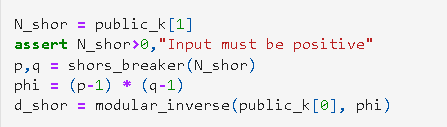 N_shor = public_k[1]
assert N_shor>0,"Input must be positive"
p,q = shors_breaker(N_shor)
phi = (p-1) * (q-1)
d_shor = modular_inverse(public_k[0], phi)